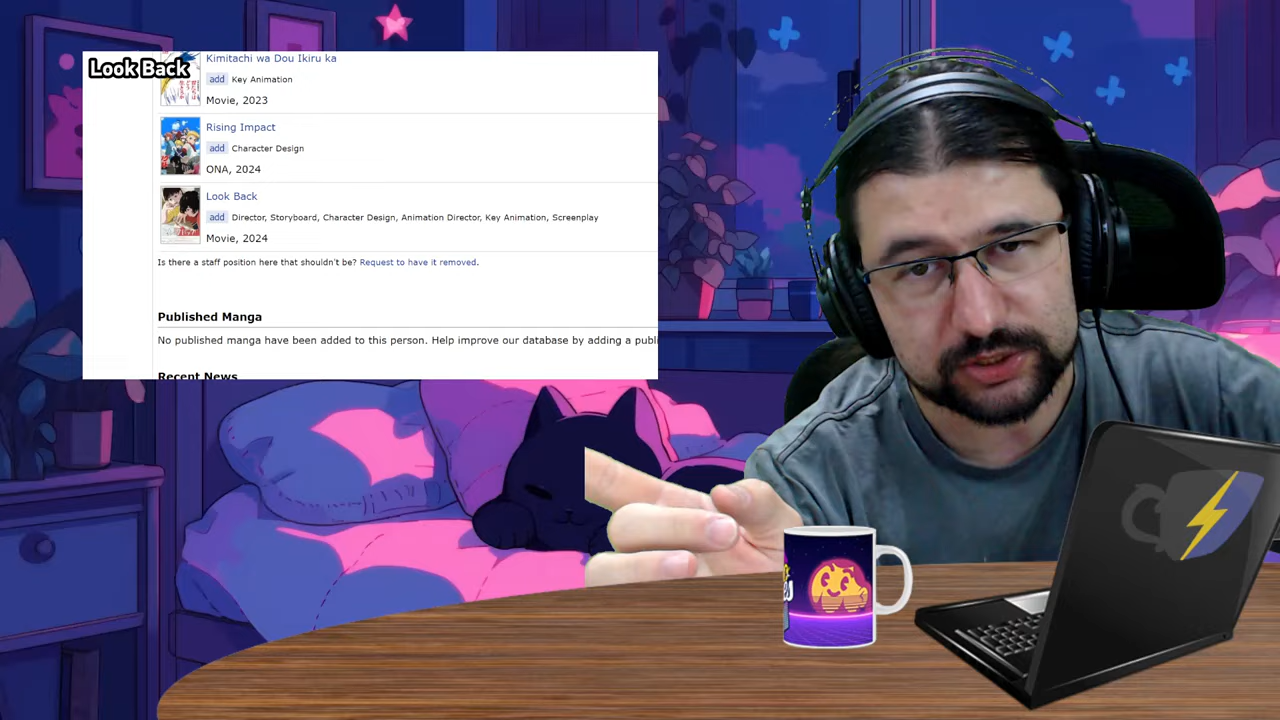 Look Back
Kimitachi wa Dou Ikiru ka
add Key Animation
Movie, 2023
Rising Impact
add Character Design
ONA, 2024
Look Back
add Director, Storyboard, Character Design, Animation Director, Key Animation, Screenplay
Movie, 2024
Is there a staff position here that shouldn't be? Request to have it removed.
Published Manga
No published manga have been added to this person. Help improve our database by adding a publi
Recent News